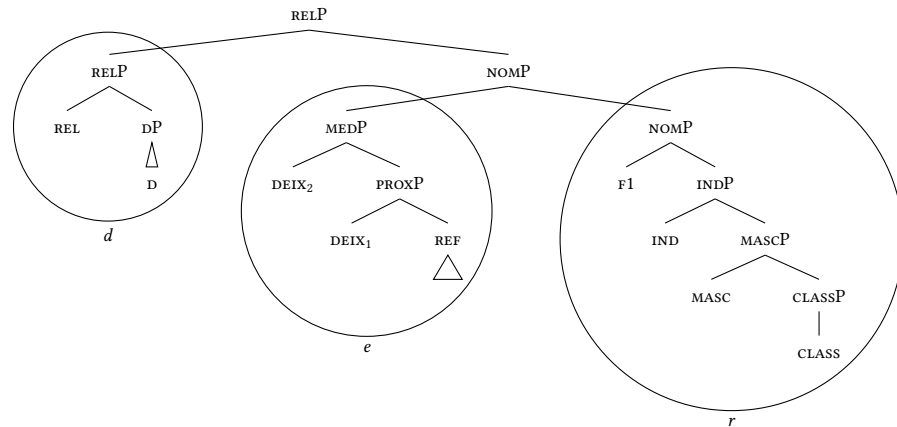 RELP
RELP NOMP
REL DP MEDP NOMP
D DEIX₂ PROXP F1 INDP
d DEIX₁ REF IND MASCP
MASC CLASSP
e CLASS
r